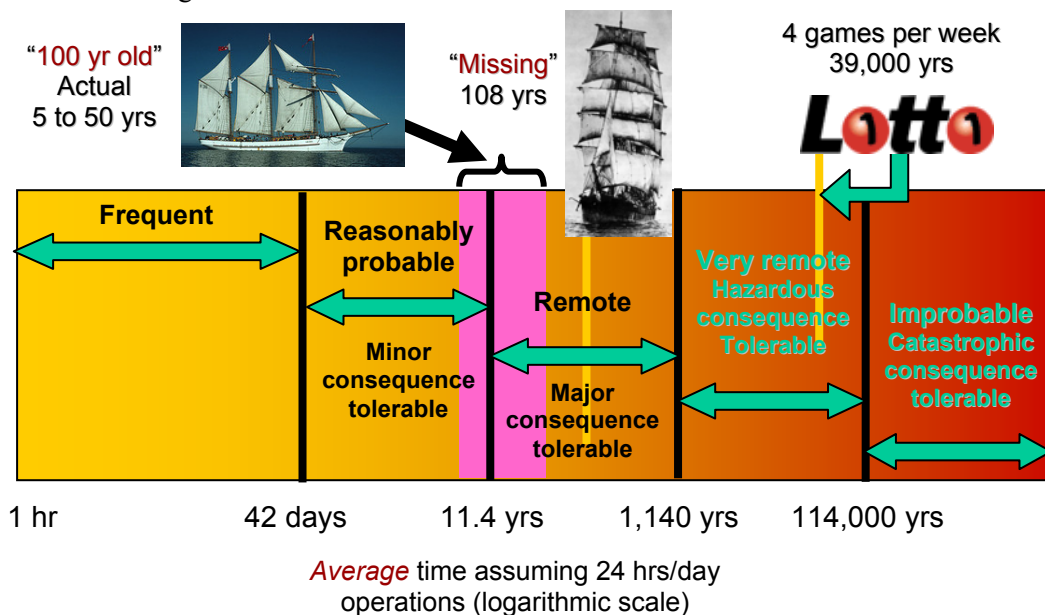 “100 yr old”
Actual
5 to 50 yrs
“Missing”
108 yrs
4 games per week
39,000 yrs
Lotto
Frequent
Reasonably
probable
Minor
consequence
tolerable
Remote
Major
consequence
tolerable
Very remote
Hazardous
consequence
Tolerable
Improbable
Catastrophic
consequence
tolerable
1 hr
42 days
11.4 yrs
1,140 yrs
114,000 yrs
Average time assuming 24 hrs/day
operations (logarithmic scale)